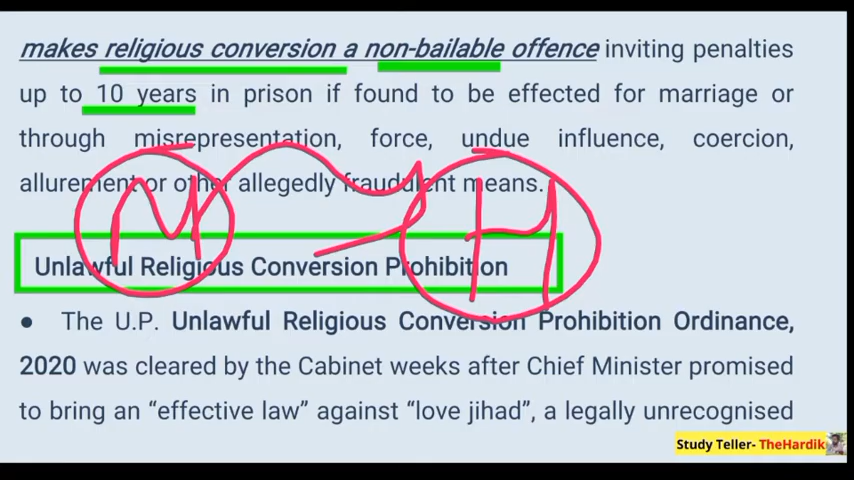 makes religious conversion a non-bailable offence inviting penalties
up to 10 years in prison if found to be effected for marriage or
through misrepresentation, force, undue influence, coercion,
allurement or other allegedly fraudulent means.
M H
Unlawful Religious Conversion Prohibition
● The U.P. Unlawful Religious Conversion Prohibition Ordinance,
2020 was cleared by the Cabinet weeks after Chief Minister promised
to bring an “effective law” against “love jihad”, a legally unrecognised
Study Teller- TheHardik